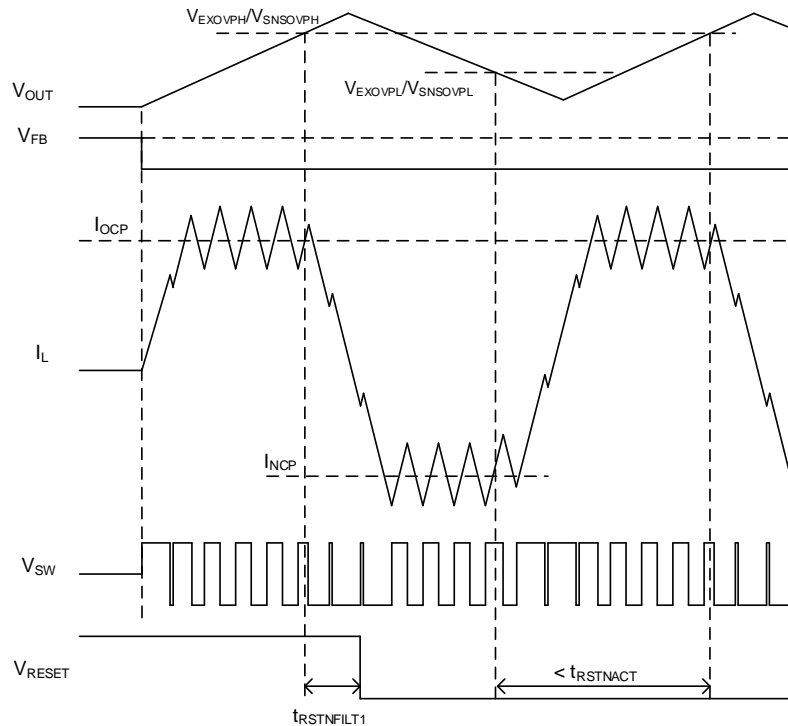 V_EXOVPH/V_SNSOVPH
V_EXOVPL/V_SNSOVPL
V_OUT
V_FB
I_OCP
I_L
I_NCP
V_SW
V_RESET
< t_RSTNACT
t_RSTNFILT1